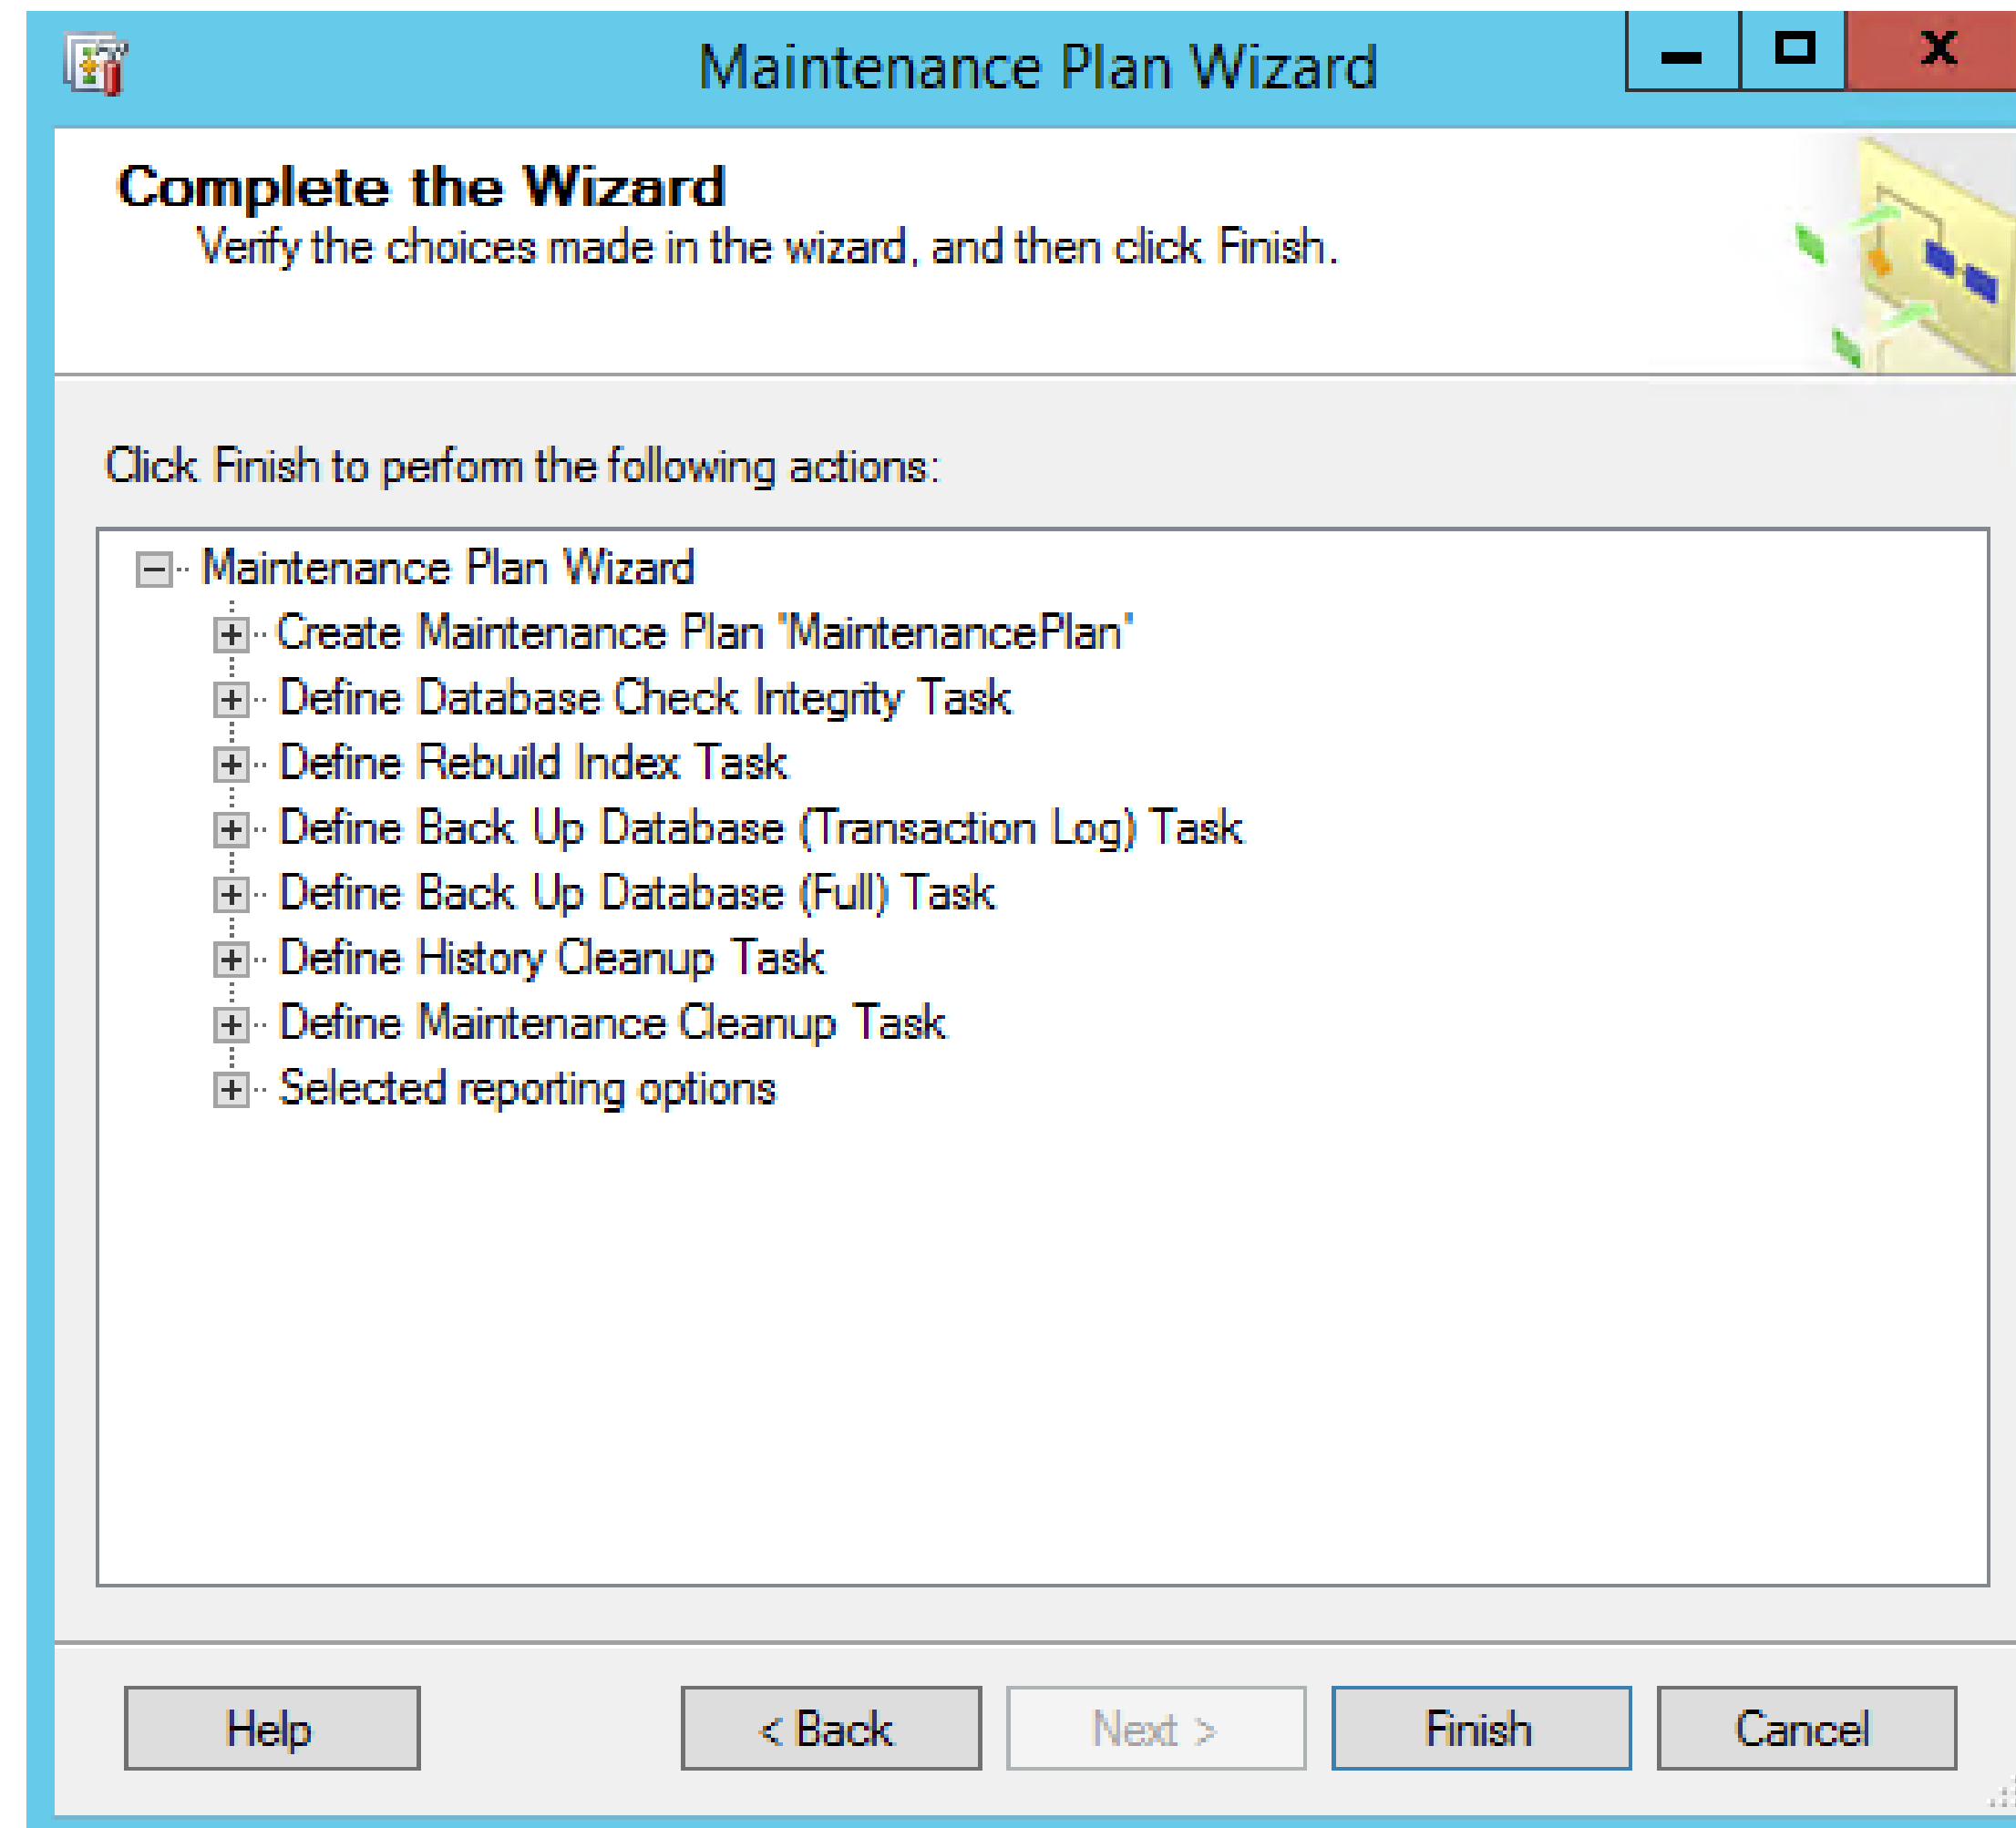 Maintenance Plan Wizard
Complete the Wizard
Verify the choices made in the wizard, and then click Finish.
Click Finish to perform the following actions:
Maintenance Plan Wizard
Create Maintenance Plan 'MaintenancePlan'
Define Database Check Integrity Task
Define Rebuild Index Task
Define Back Up Database (Transaction Log) Task
Define Back Up Database (Full) Task
Define History Cleanup Task
Define Maintenance Cleanup Task
Selected reporting options
Help < Back Next > Finish Cancel